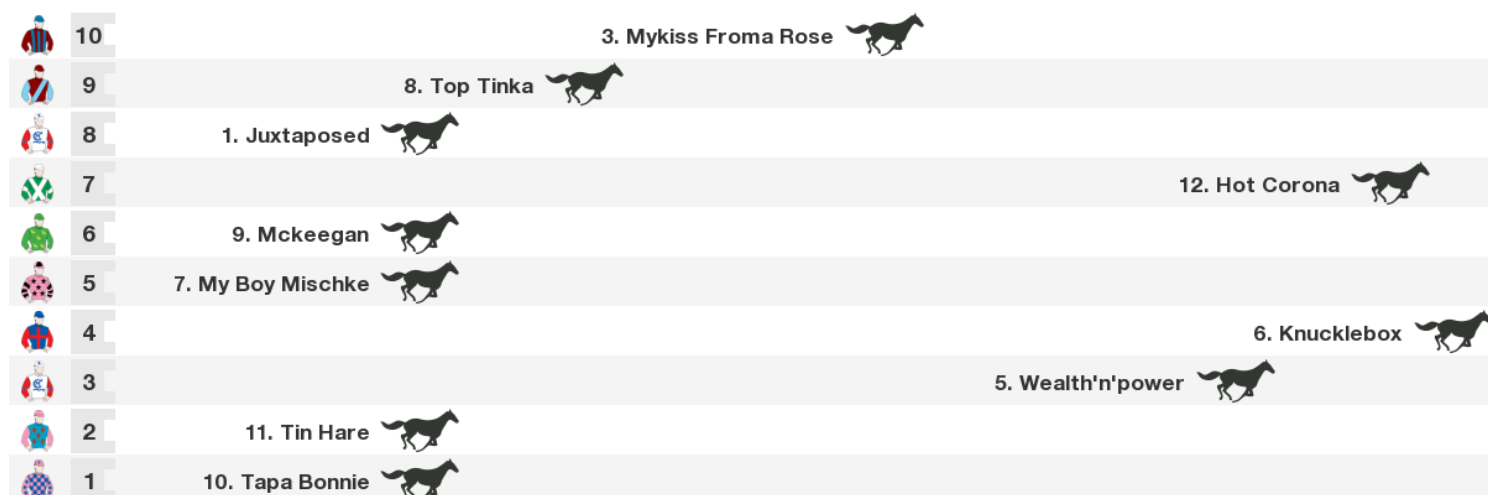 10 3. Mykiss Froma Rose
9 8. Top Tinka
8 1. Juxtaposed
7 12. Hot Corona
6 9. Mckeegan
5 7. My Boy Mischke
4 6. Knucklebox
3 5. Wealth'n'power
2 11. Tin Hare
1 10. Tapa Bonnie